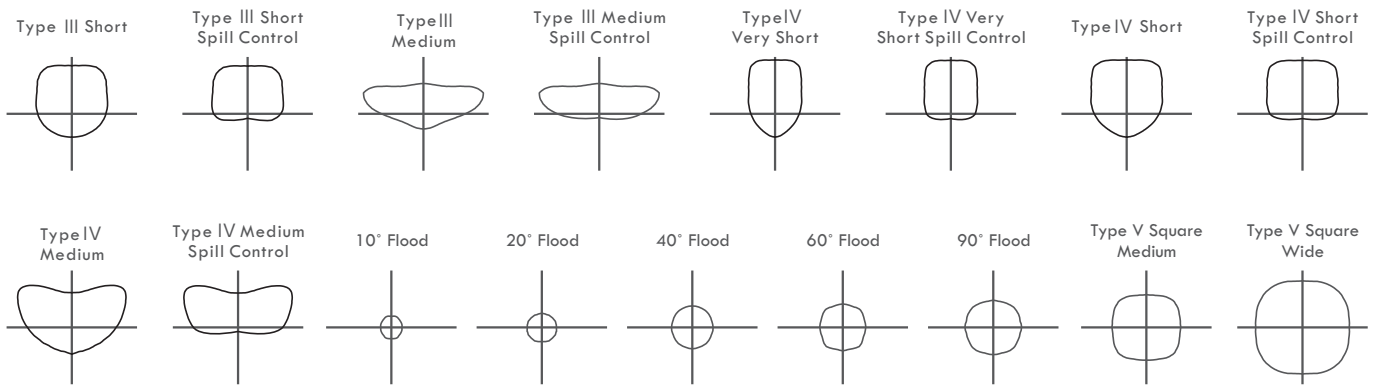 Type III Short
Type III Short
Spill Control
Type III
Medium
Type III Medium
Spill Control
Type IV
Very Short
Type IV Very
Short Spill Control
Type IV Short
Type IV Short
Spill Control
Type IV
Medium
Type IV Medium
Spill Control
10° Flood
20° Flood
40° Flood
60° Flood
90° Flood
Type V Square
Medium
Type V Square
Wide